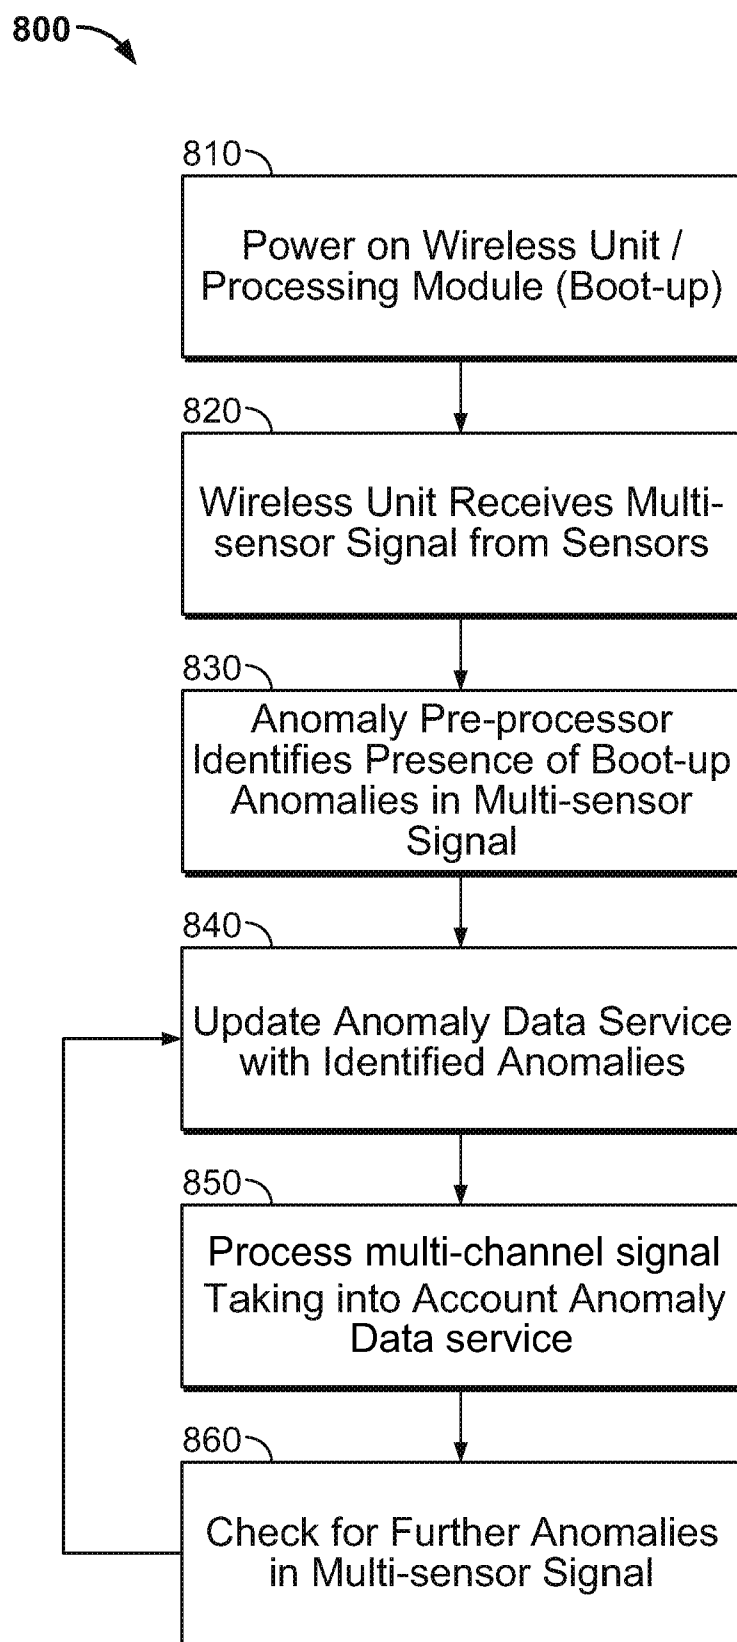 800
810
Power on Wireless Unit /
Processing Module (Boot-up)
820
Wireless Unit Receives Multi-
sensor Signal from Sensors
830
Anomaly Pre-processor
Identifies Presence of Boot-up
Anomalies in Multi-sensor
Signal
840
Update Anomaly Data Service
with Identified Anomalies
850
Process multi-channel signal
Taking into Account Anomaly
Data service
860
Check for Further Anomalies
in Multi-sensor Signal